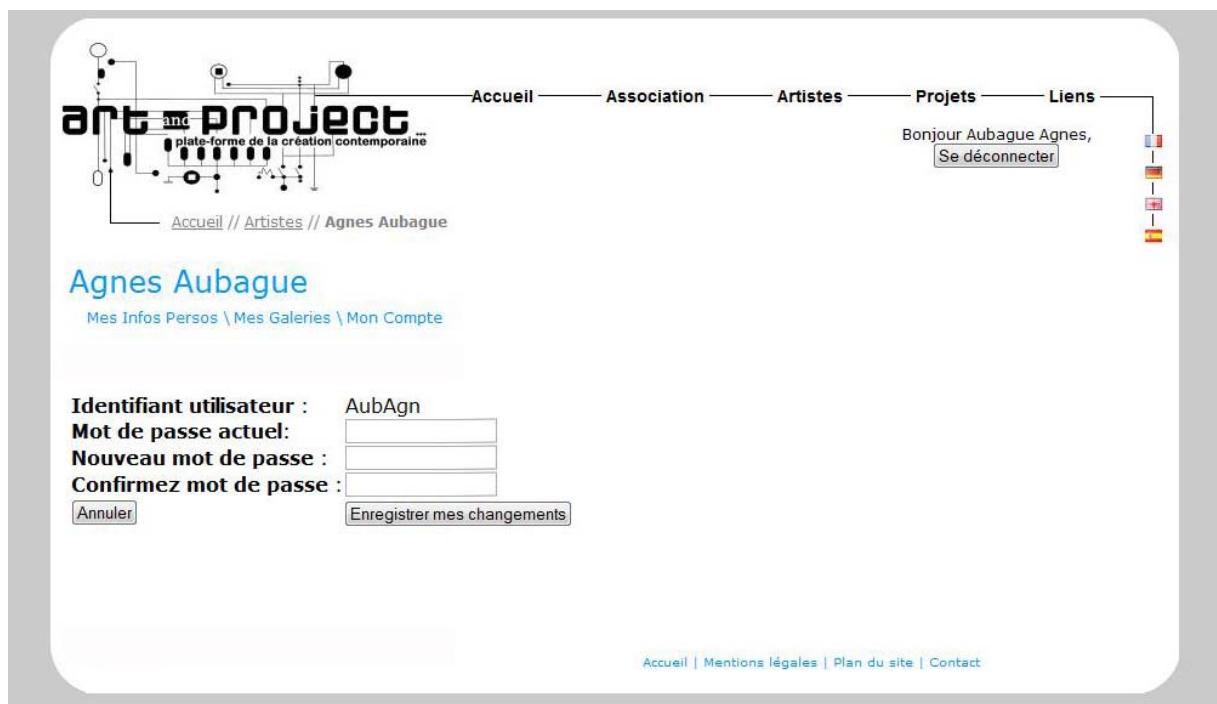 Accueil Association Artistes Projets Liens
art and project...
plate-forme de la création contemporaine
Bonjour Aubague Agnes,
Se déconnecter
Accueil // Artistes // Agnes Aubague
Agnes Aubague
Mes Infos Persos \ Mes Galeries \ Mon Compte
Identifiant utilisateur : AubAgn
Mot de passe actuel:
Nouveau mot de passe :
Confirmez mot de passe :
Annuler Enregistrer mes changements
Accueil | Mentions légales | Plan du site | Contact